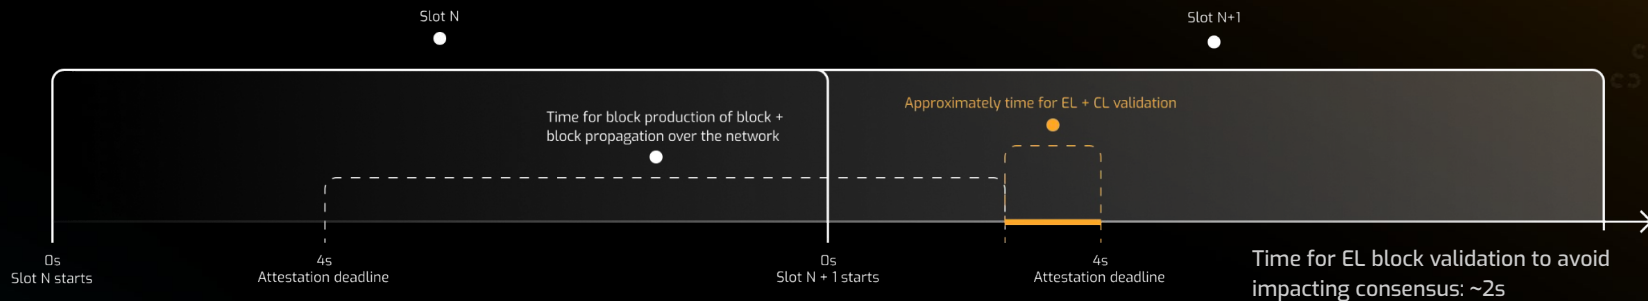 Slot N
Slot N+1
Approximately time for EL + CL validation
Time for block production of block +
block propagation over the network
0s
Slot N starts
4s
Attestation deadline
0s
Slot N + 1 starts
4s
Attestation deadline
Time for EL block validation to avoid
impacting consensus: ~2s